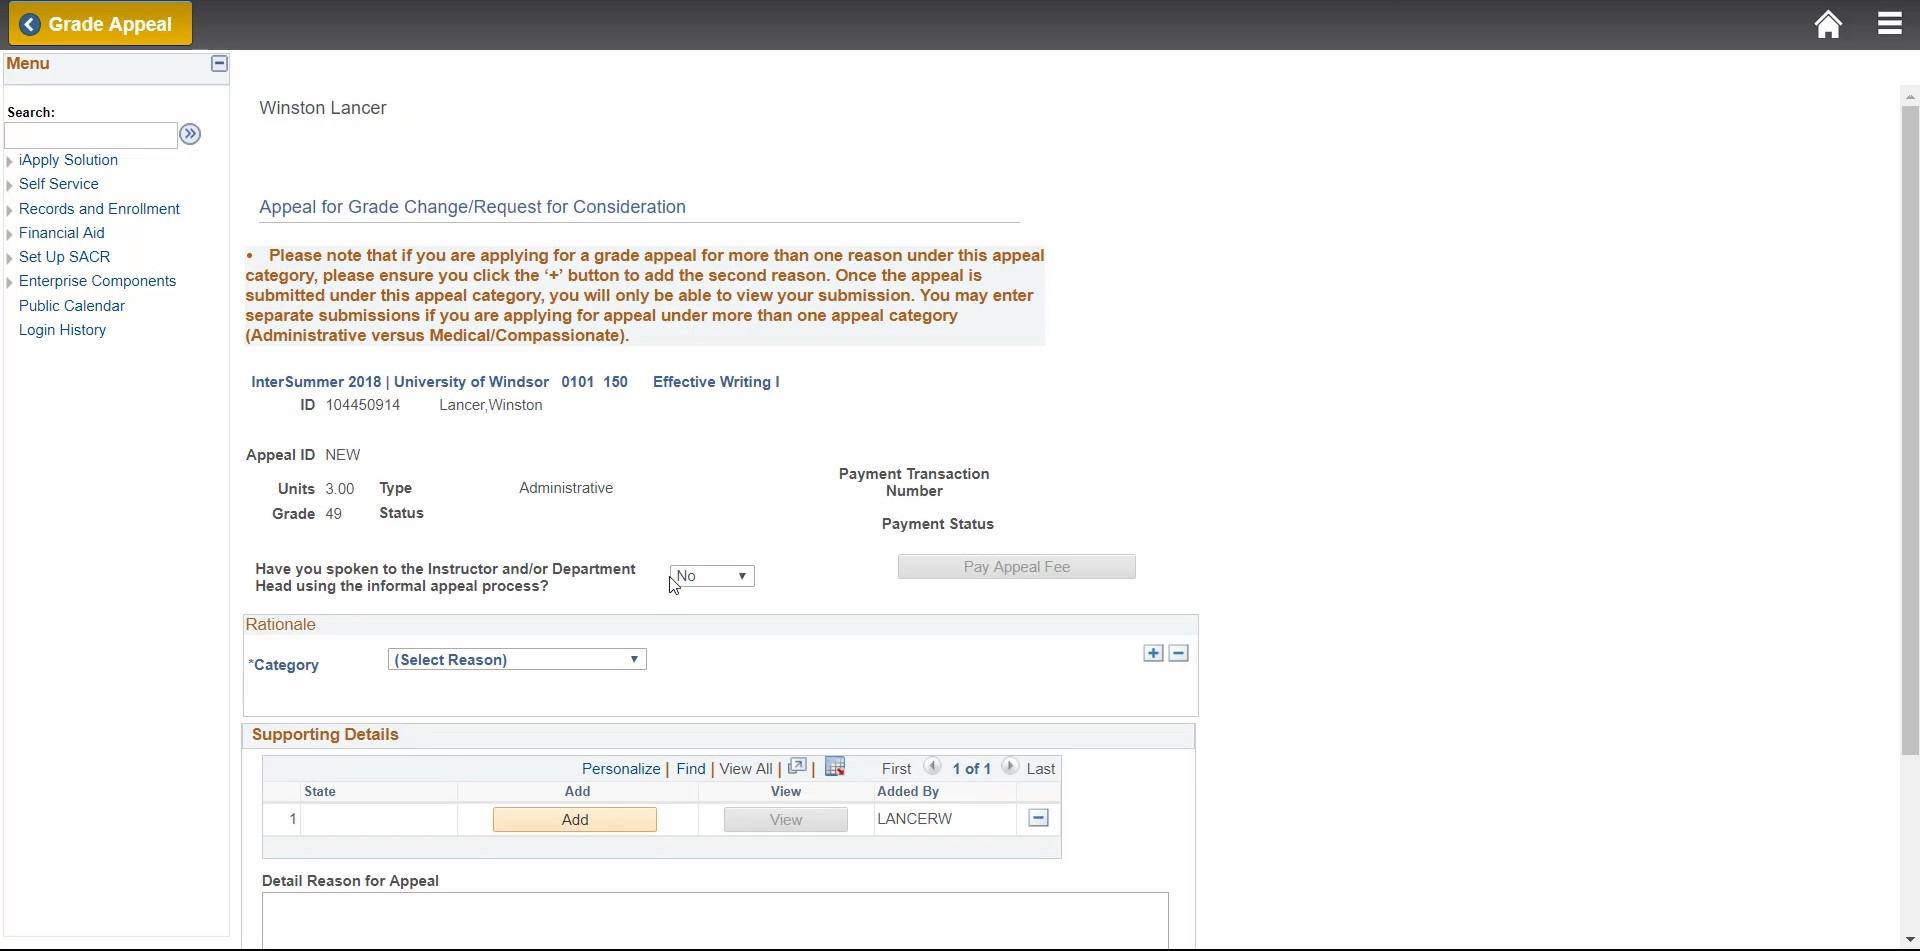 Grade Appeal
Menu
Search:
iApply Solution
Self Service
Records and Enrollment
Financial Aid
Set Up SACR
Enterprise Components
Public Calendar
Login History
Winston Lancer
Appeal for Grade Change/Request for Consideration
• Please note that if you are applying for a grade appeal for more than one reason under this appeal
category, please ensure you click the ‘+’ button to add the second reason. Once the appeal is
submitted under this appeal category, you will only be able to view your submission. You may enter
separate submissions if you are applying for appeal under more than one appeal category
(Administrative versus Medical/Compassionate).
InterSummer 2018 | University of Windsor 0101 150 Effective Writing I
ID 104450914 Lancer,Winston
Appeal ID NEW
Units 3.00 Type Administrative
Grade 49 Status
Payment Transaction
Number
Payment Status
Have you spoken to the Instructor and/or Department
Head using the informal appeal process?
No
Pay Appeal Fee
Rationale
*Category (Select Reason)
Supporting Details
Personalize | Find | View All | | First 1 of 1 Last
State Add View Added By
1 Add View LANCERW
Detail Reason for Appeal